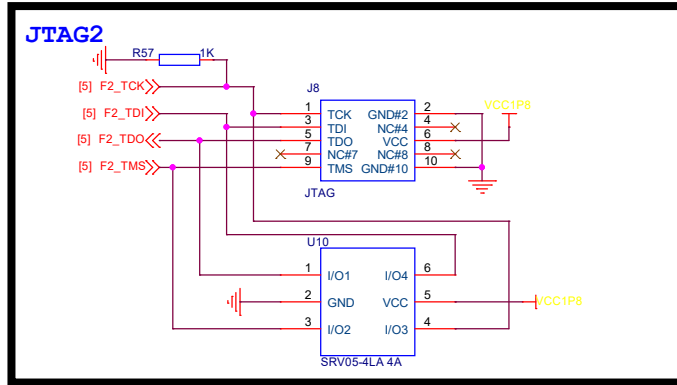 JTAG2
R57 1K
[5] F2_TCK
J8
[5] F2_TDI
1 TCK GND#2 2
VCC1P8
3 TDI NC#4 4
[5] F2_TDO
5 TDO VCC 6
7 NC#7 NC#8 8
[5] F2_TMS
9 TMS GND#10 10
JTAG
U10
1 I/O1 I/O4 6
2 GND VCC 5
VCC1P8
3 I/O2 I/O3 4
SRV05-4LA 4A